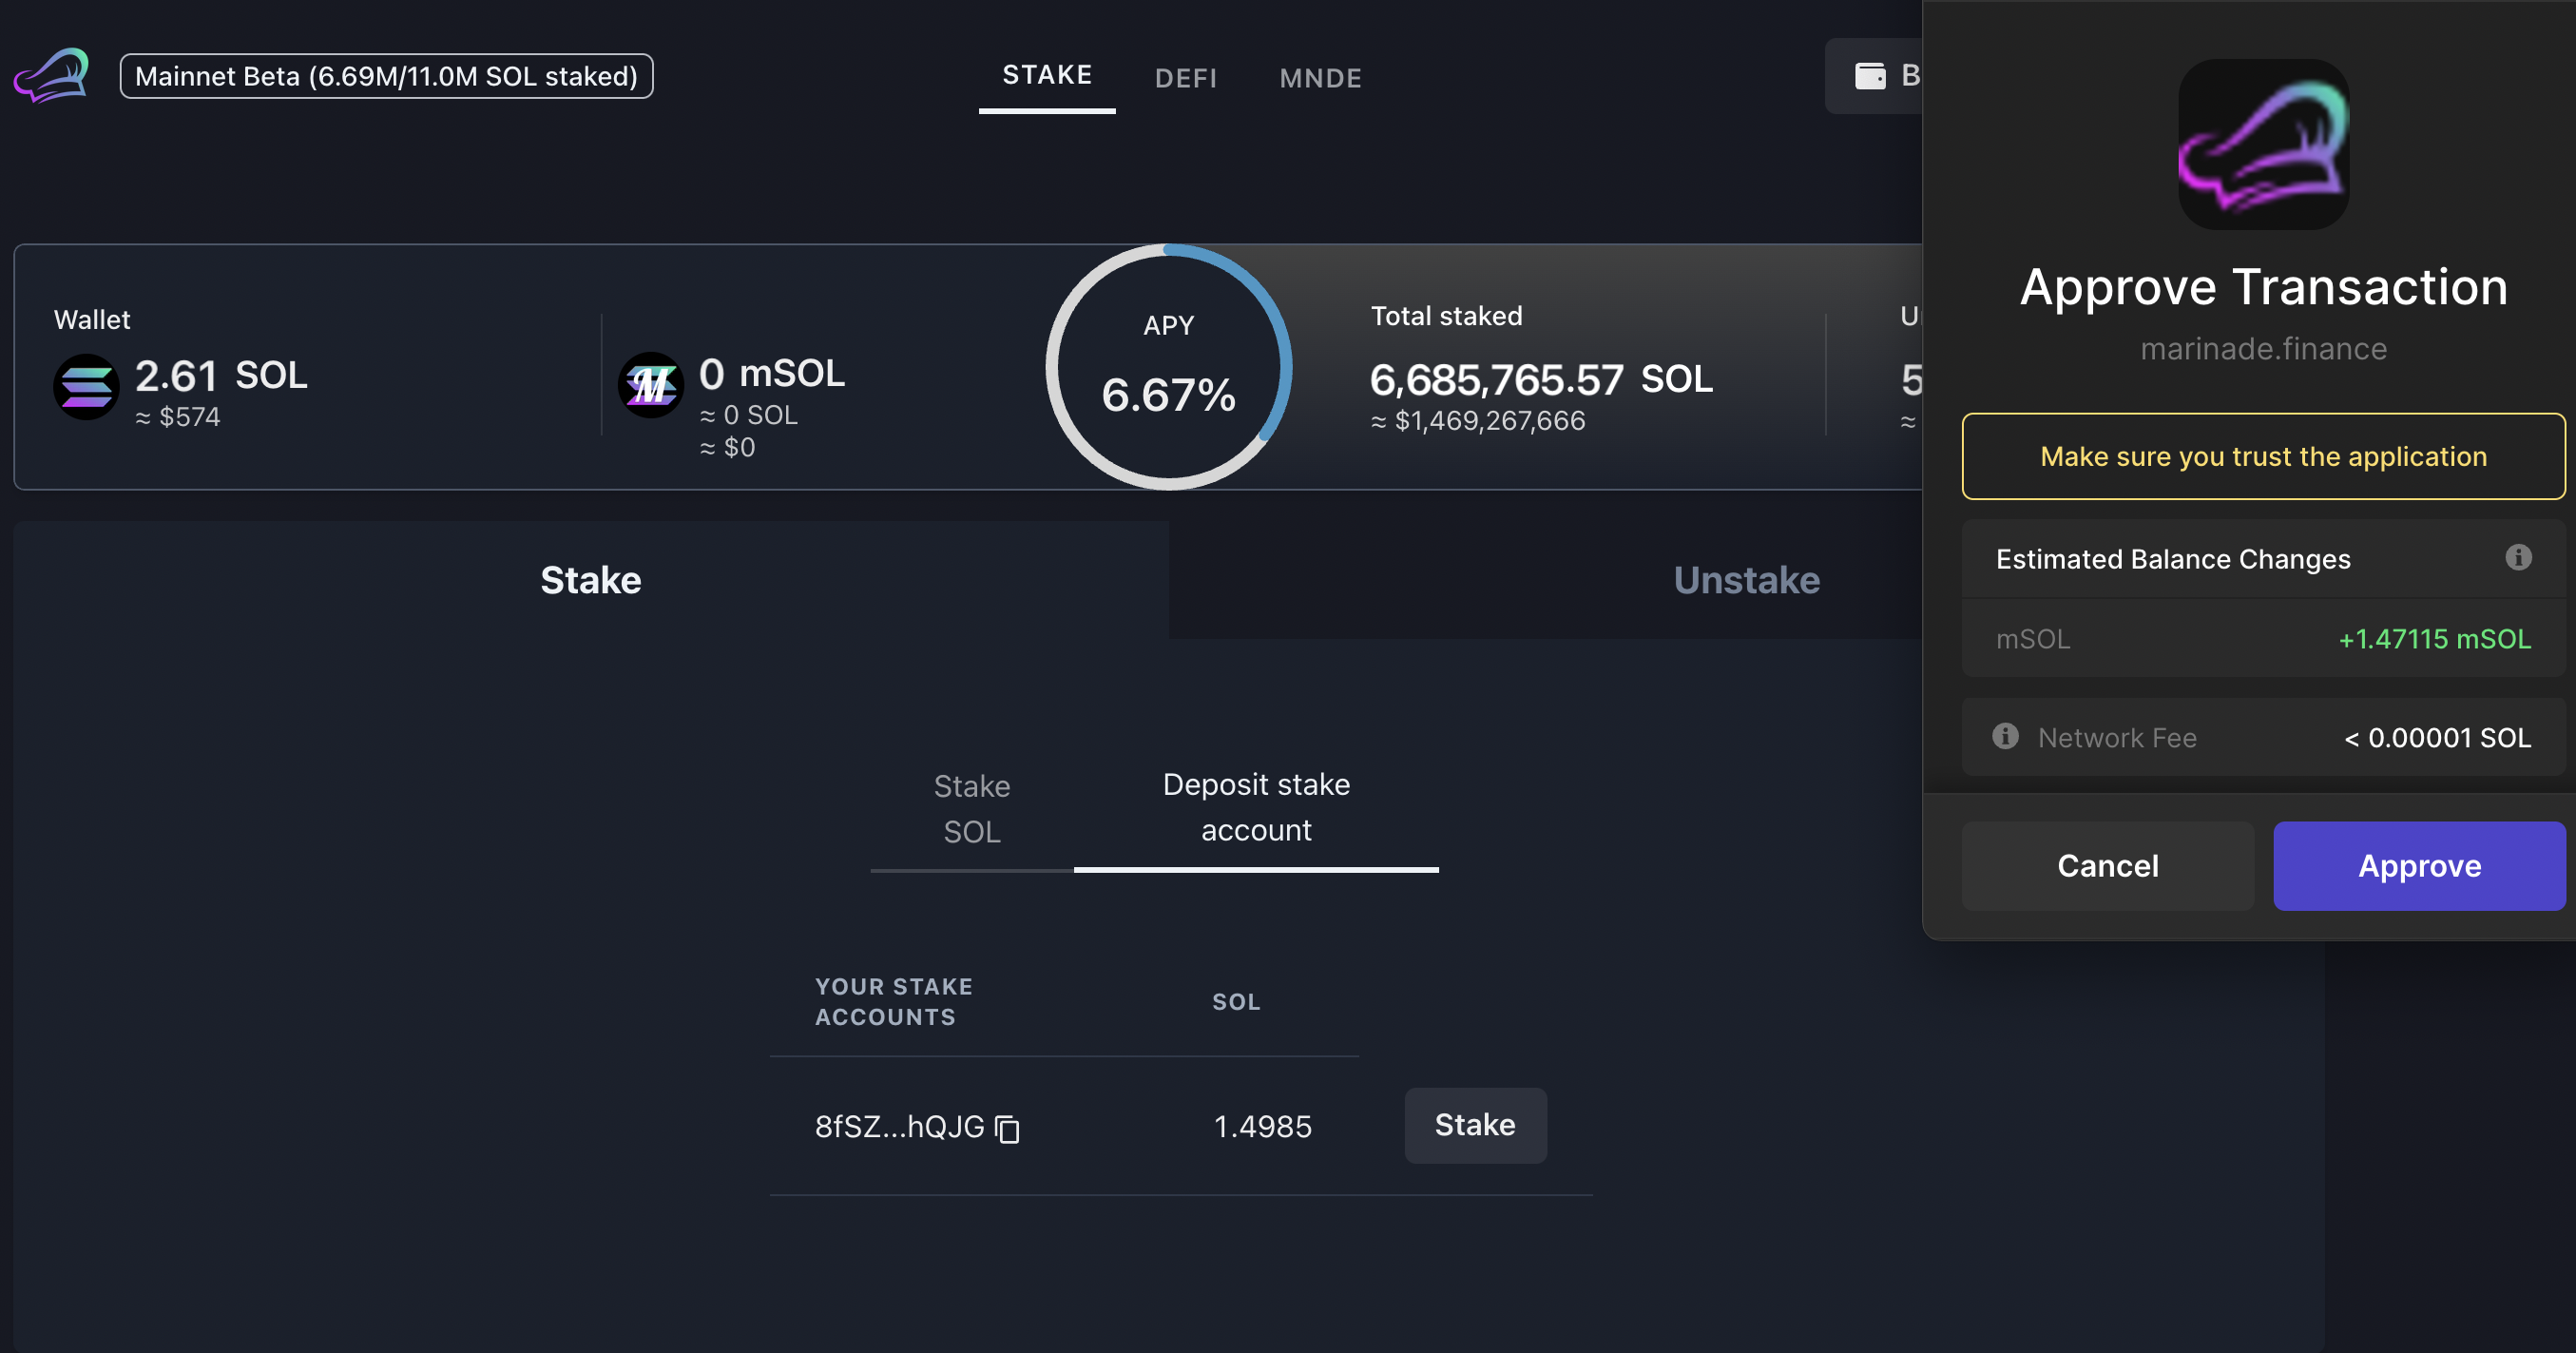 Mainnet Beta (6.69M/11.0M SOL staked)
STAKE
DEFI
MNDE
B
Wallet
2.61 SOL
≈ $574
0 mSOL
≈ 0 SOL
≈ $0
APY
6.67%
Total staked
6,685,765.57 SOL
≈ $1,469,267,666
5
≈
Stake
Unstake
Stake
SOL
Deposit stake
account
YOUR STAKE
ACCOUNTS
SOL
8fSZ...hQJG
1.4985
Stake
Approve Transaction
marinade.finance
Make sure you trust the application
Estimated Balance Changes
mSOL
+1.47115 mSOL
Network Fee
< 0.00001 SOL
Cancel
Approve